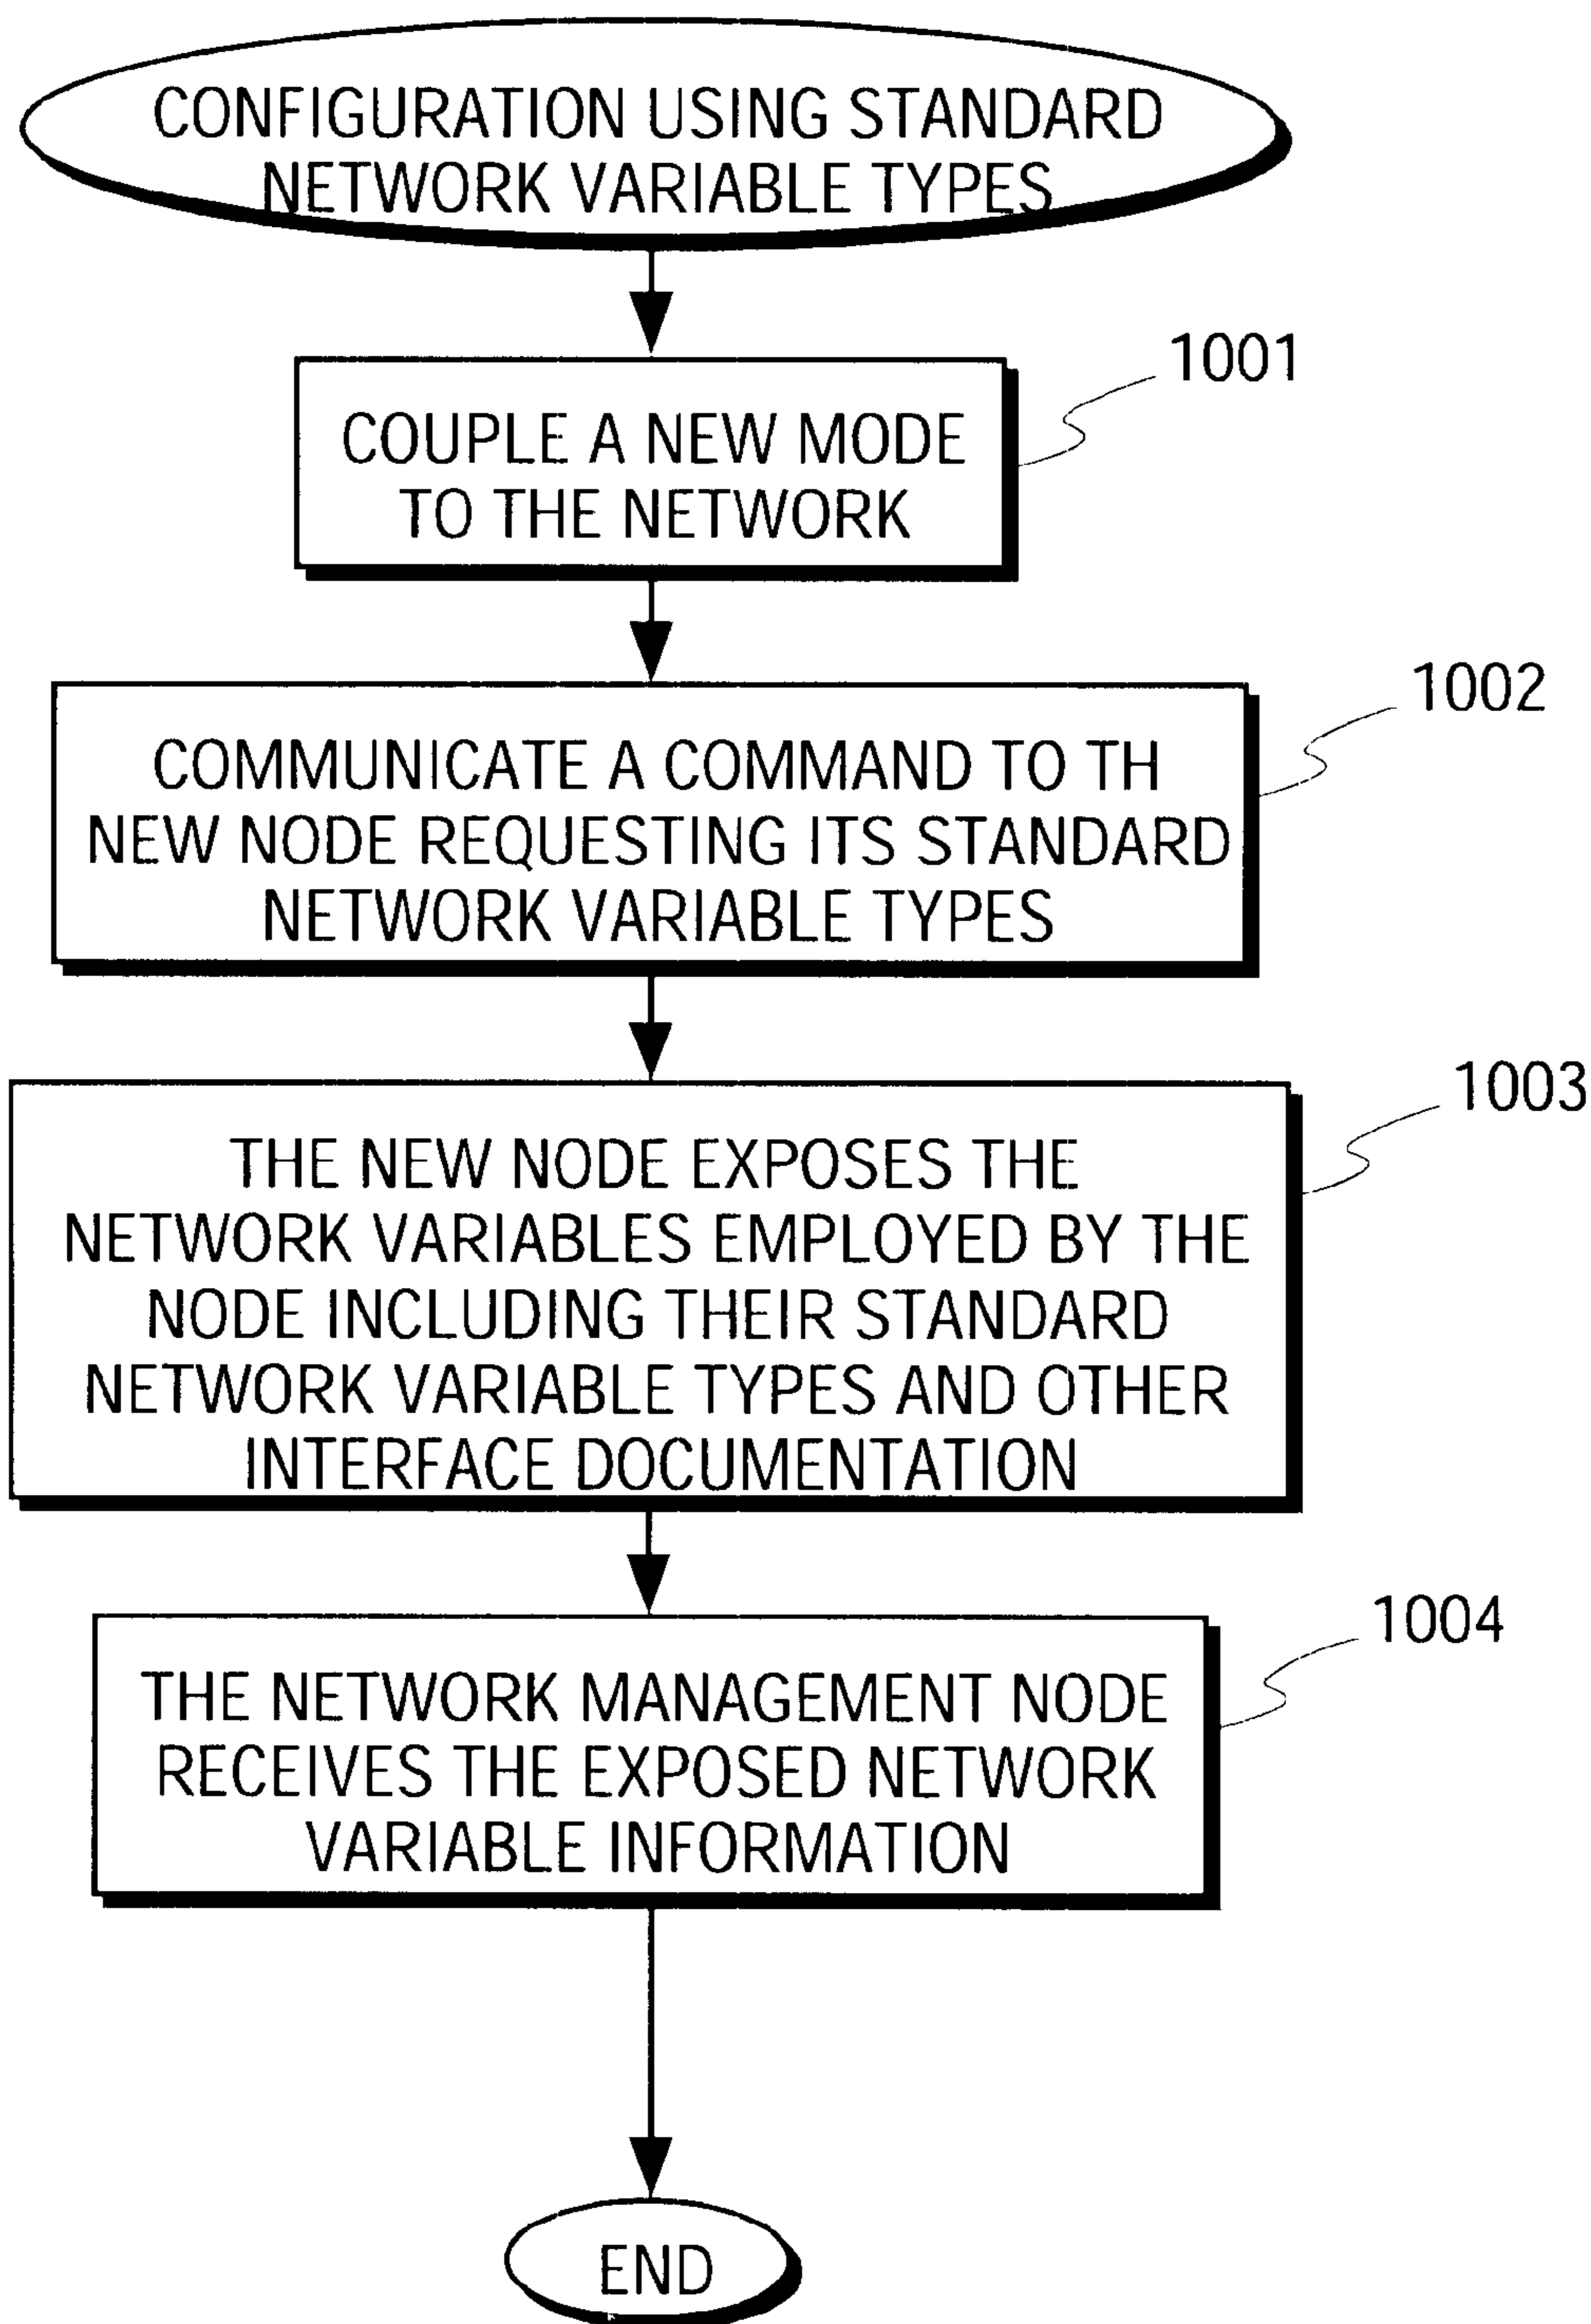 CONFIGURATION USING STANDARD
NETWORK VARIABLE TYPES
1001
COUPLE A NEW MODE
TO THE NETWORK
1002
COMMUNICATE A COMMAND TO TH
NEW NODE REQUESTING ITS STANDARD
NETWORK VARIABLE TYPES
1003
THE NEW NODE EXPOSES THE
NETWORK VARIABLES EMPLOYED BY THE
NODE INCLUDING THEIR STANDARD
NETWORK VARIABLE TYPES AND OTHER
INTERFACE DOCUMENTATION
1004
THE NETWORK MANAGEMENT NODE
RECEIVES THE EXPOSED NETWORK
VARIABLE INFORMATION
END